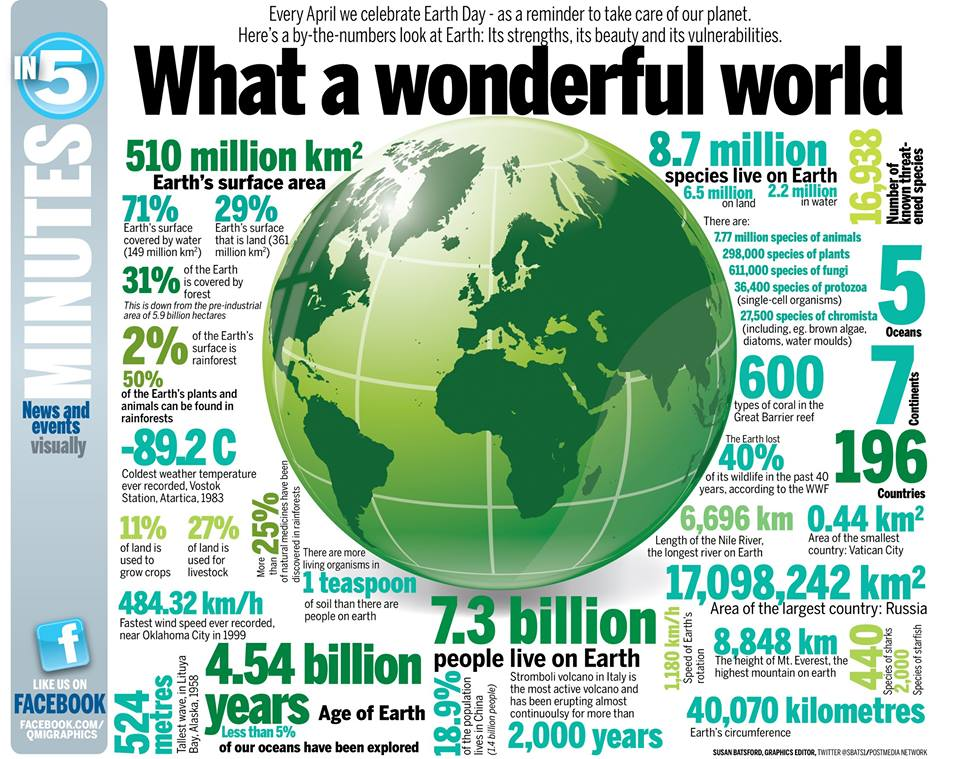 Every April we celebrate Earth Day - as a reminder to take care of our planet.
Here's a by-the-numbers look at Earth: Its strengths, its beauty and its vulnerabilities.
What a wonderful world
IN 5
MINUTES
News and
events
visually
LIKE US ON
FACEBOOK
FACEBOOK.COM/
QMIGRAPHICS
510 million km²
Earth's surface area
71%
Earth's surface
covered by water
(149 million km²)
29%
Earth's surface
that is land (361
million km²)
31%
of the Earth
is covered by
forest
This is down from the pre-industrial
area of 5.9 billion hectares
2%
of the Earth's
surface is
rainforest
50%
of the Earth's plants and
animals can be found in
rainforests
-89.2 C
Coldest weather temperature
ever recorded, Vostok
Station, Atartica, 1983
11%
of land is
used to
grow crops
27%
of land is
used for
livestock
More
than 25%
of natural medicines have been
discovered in rainforests
There are more
living organisms in
1 teaspoon
of soil than there are
people on earth
484.32 km/h
Fastest wind speed ever recorded,
near Oklahoma City in 1999
524
metres
Tallest wave, in Lituya
Bay, Alaska, 1958
4.54 billion
years Age of Earth
Less than 5%
of our oceans have been explored
7.3 billion
people live on Earth
18.9%
of the population
lives in China
(1.4 billion people)
Stromboli volcano in Italy is
the most active volcano and
has been erupting almost
continuoulsy for more than
2,000 years
8.7 million
species live on Earth
6.5 million
on land
2.2 million
in water
16,938
Number of
known threat-
ened species
There are:
7.77 million species of animals
298,000 species of plants
611,000 species of fungi
36,400 species of protozoa
(single-cell organisms)
27,500 species of chromista
(including, eg. brown algae,
diatoms, water moulds)
5
Oceans
600
types of coral in the
Great Barrier reef
7
Continents
The Earth lost
40%
of its wildlife in the past 40
years, according to the WWF
196
Countries
6,696 km
Length of the Nile River,
the longest river on Earth
0.44 km²
Area of the smallest
country: Vatican City
17,098,242 km²
Area of the largest country: Russia
1,180 km/h
Speed of Earth's
rotation
8,848 km
The height of Mt. Everest, the
highest mountain on earth
440
Species of sharks
2,000
Species of starfish
40,070 kilometres
Earth's circumference
SUSAN BATSFORD, GRAPHICS EDITOR, TWITTER @SBATS1/POSTMEDIA NETWORK